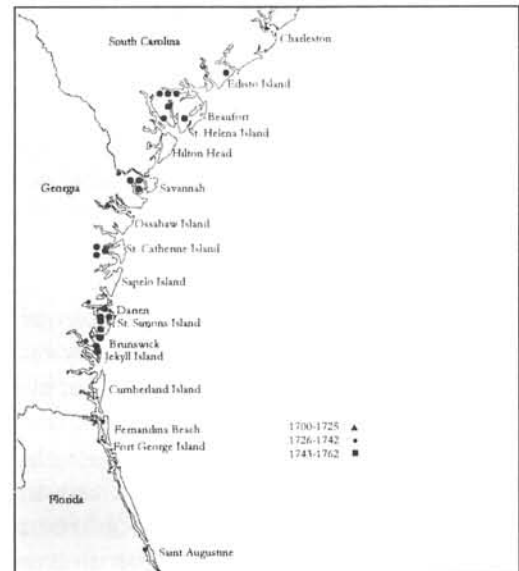 South Carolina
Charleston
Edisto Island
Beaufort
St. Helena Island
Hilton Head
Georgia
Savannah
Ossabaw Island
St. Catherine Island
Sapelo Island
Darien
St. Simons Island
Brunswick
Jekyll Island
Cumberland Island
Fernandina Beach
Fort George Island
1700-1725
1726-1742
1743-1762
Florida
Saint Augustine